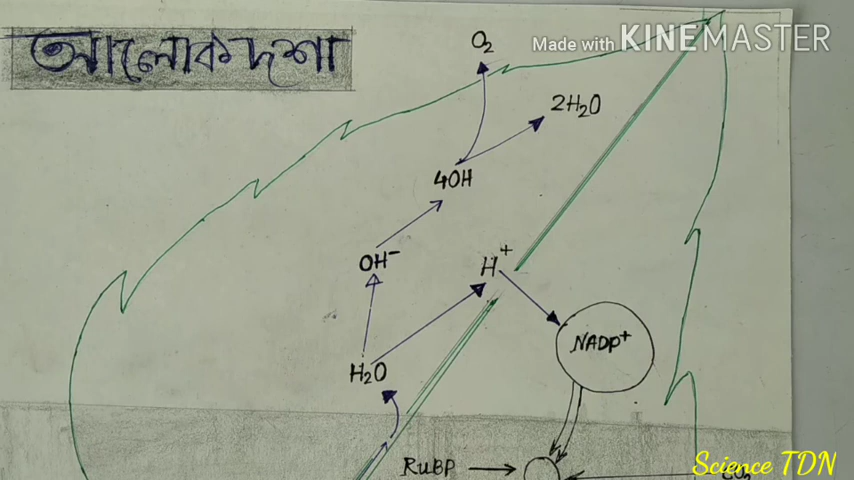 আলোকদশা
Made with KINEMASTER
O₂
2H₂O
4OH
OH⁻
H⁺
NADP⁺
H₂O
RuBP
Science TDN